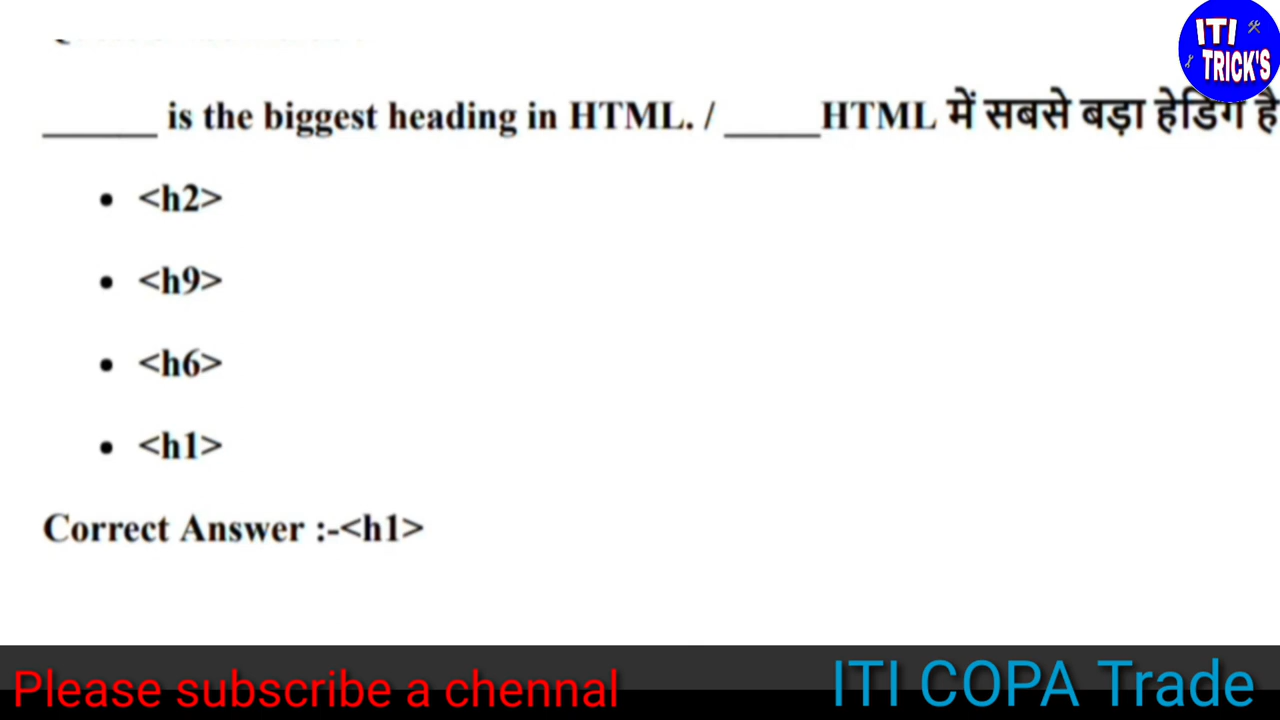 ITI
TRICK'S
______ is the biggest heading in HTML. / _____HTML में सबसे बड़ा हेडिंग है
• <h2>
• <h9>
• <h6>
• <h1>
Correct Answer :-<h1>
Please subscribe a chennal
ITI COPA Trade